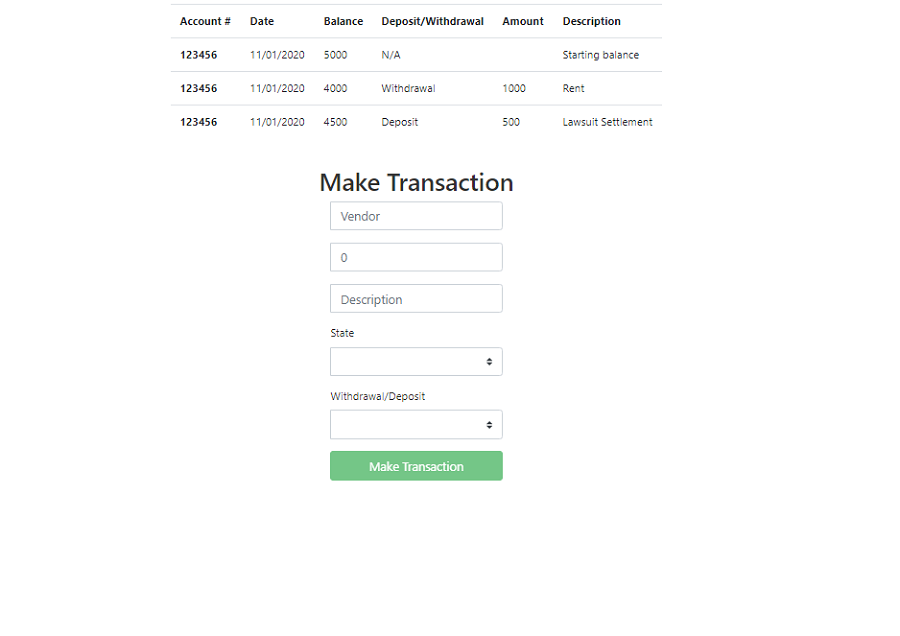 Account # Date Balance Deposit/Withdrawal Amount Description
123456 11/01/2020 5000 N/A Starting balance
123456 11/01/2020 4000 Withdrawal 1000 Rent
123456 11/01/2020 4500 Deposit 500 Lawsuit Settlement
Make Transaction
Vendor
0
Description
State
Withdrawal/Deposit
Make Transaction